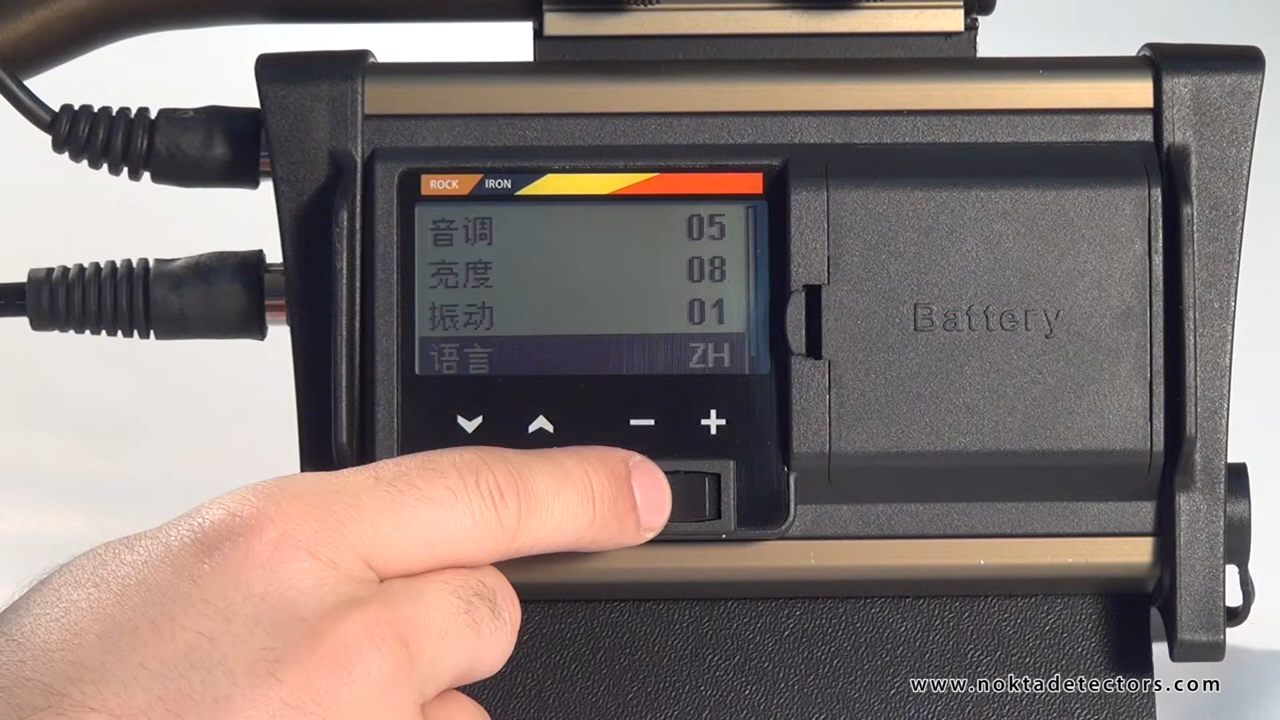 ROCK IRON
音调 05
亮度 08
振动 01
语言 ZH
Battery
www.noktadetectors.com